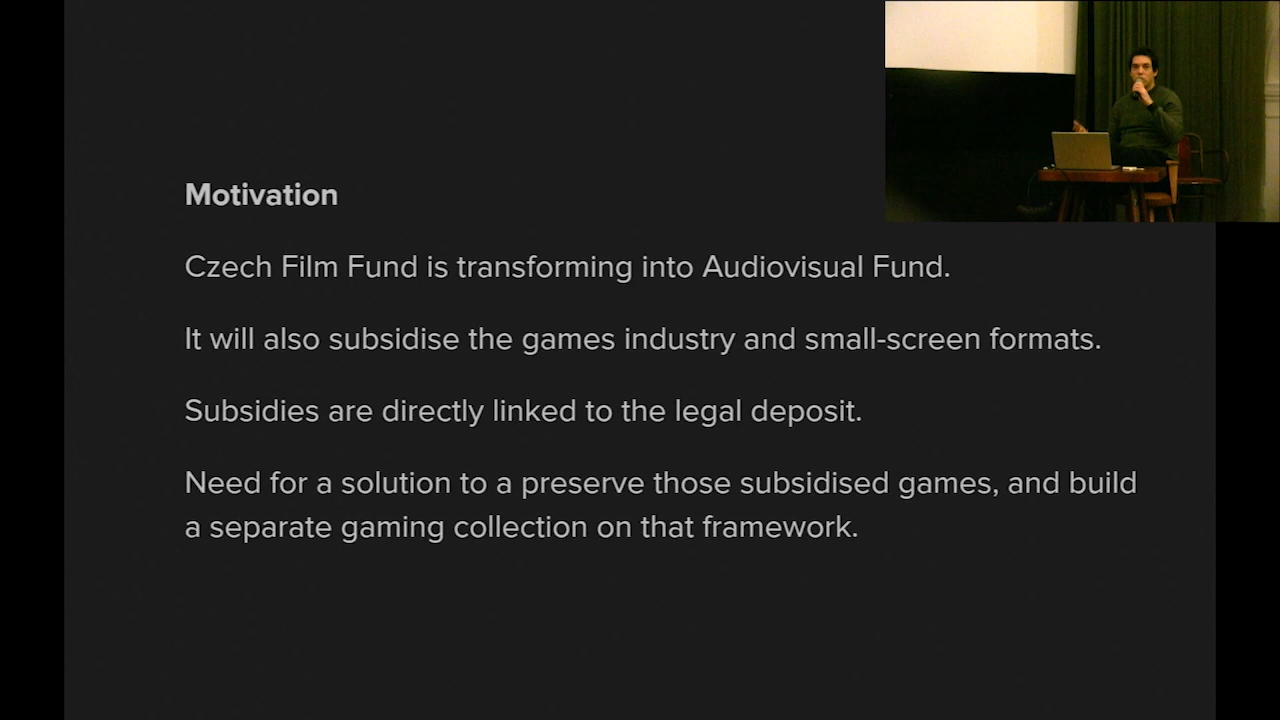 Motivation
Czech Film Fund is transforming into Audiovisual Fund.
It will also subsidise the games industry and small-screen formats.
Subsidies are directly linked to the legal deposit.
Need for a solution to a preserve those subsidised games, and build
a separate gaming collection on that framework.